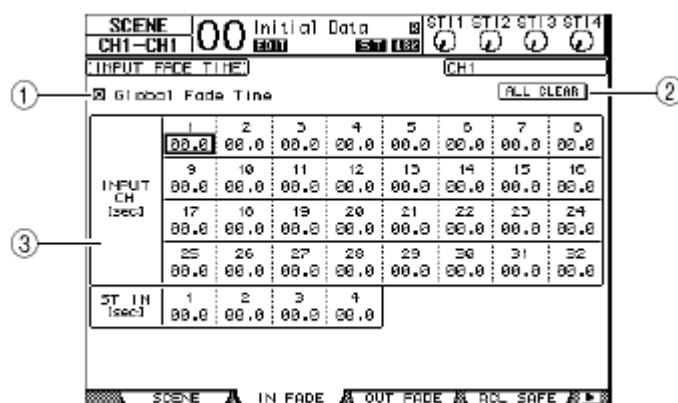 SCENE
CH1-CH1
00 Initial Data
EDIT ST
ST11 ST12 ST13 ST14
INPUT FADE TIME
CH1
① Global Fade Time
ALL CLEAR ②
1 2 3 4 5 6 7 8
00.0 00.0 00.0 00.0 00.0 00.0 00.0 00.0
9 10 11 12 13 14 15 16
INPUT CH [sec]
00.0 00.0 00.0 00.0 00.0 00.0 00.0 00.0
③
17 18 19 20 21 22 23 24
00.0 00.0 00.0 00.0 00.0 00.0 00.0 00.0
25 26 27 28 29 30 31 32
00.0 00.0 00.0 00.0 00.0 00.0 00.0 00.0
ST IN [sec]
1 2 3 4
00.0 00.0 00.0 00.0
SCENE IN FADE OUT FADE RCL SAFE